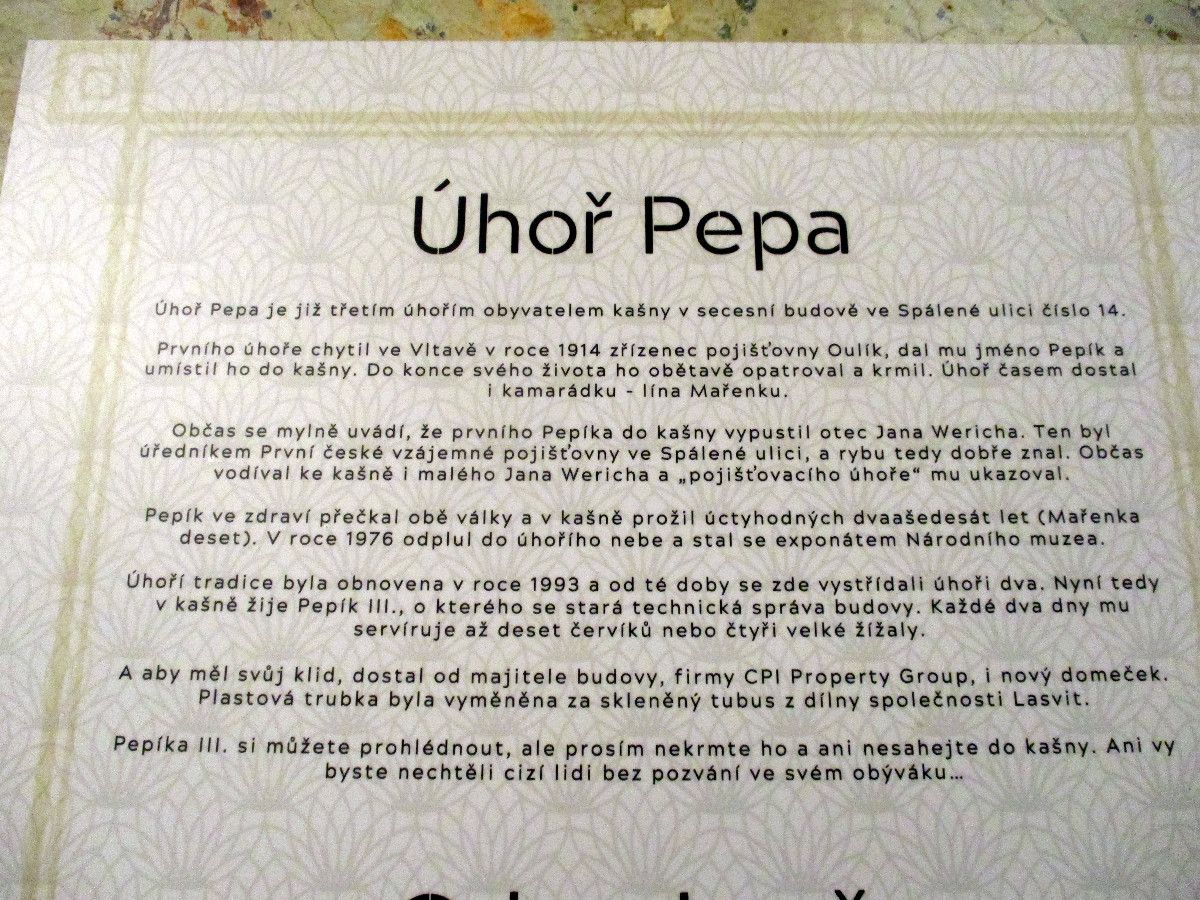 Úhoř Pepa
Úhoř Pepa je již třetím úhořím obyvatelem kašny v secesní budově ve Spálené ulici číslo 14.
Prvního úhoře chytil ve Vltavě v roce 1914 zřízenec pojišťovny Oulík, dal mu jméno Pepík a
umístil ho do kašny. Do konce svého života ho obětavě opatroval a krmil. Úhoř časem dostal
i kamarádku - lína Mařenku.
Občas se mylně uvádí, že prvního Pepíka do kašny vypustil otec Jana Wericha. Ten byl
úředníkem První české vzájemné pojišťovny ve Spálené ulici, a rybu tedy dobře znal. Občas
vodíval ke kašně i malého Jana Wericha a „pojišťovacího úhoře“ mu ukazoval.
Pepík ve zdraví přečkal obě války a v kašně prožil úctyhodných dvaašedesát let (Mařenka
deset). V roce 1976 odplul do úhořího nebe a stal se exponátem Národního muzea.
Úhoří tradice byla obnovena v roce 1993 a od té doby se zde vystřídali úhoři dva. Nyní tedy
v kašně žije Pepík III., o kterého se stará technická správa budovy. Každé dva dny mu
servíruje až deset červíků nebo čtyři velké žížaly.
A aby měl svůj klid, dostal od majitele budovy, firmy CPI Property Group, i nový domeček.
Plastová trubka byla vyměněna za skleněný tubus z dílny společnosti Lasvit.
Pepíka III. si můžete prohlédnout, ale prosím nekrmte ho a ani nesahejte do kašny. Ani vy
byste nechtěli cizí lidi bez pozvání ve svém obýváku...